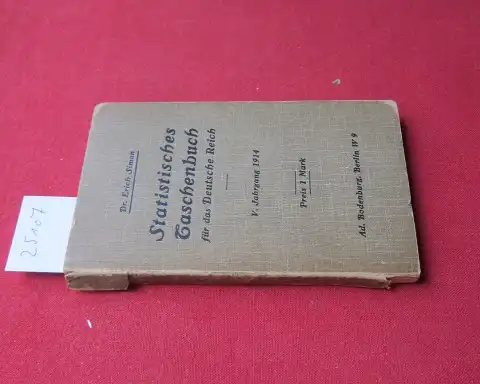 Dr. Erich Simon
Statistisches
Taschenbuch
für das Deutsche Reich
V. Jahrgang 1914
Preis 1 Mark
Ad. Bodenburg, Berlin W 9
25107